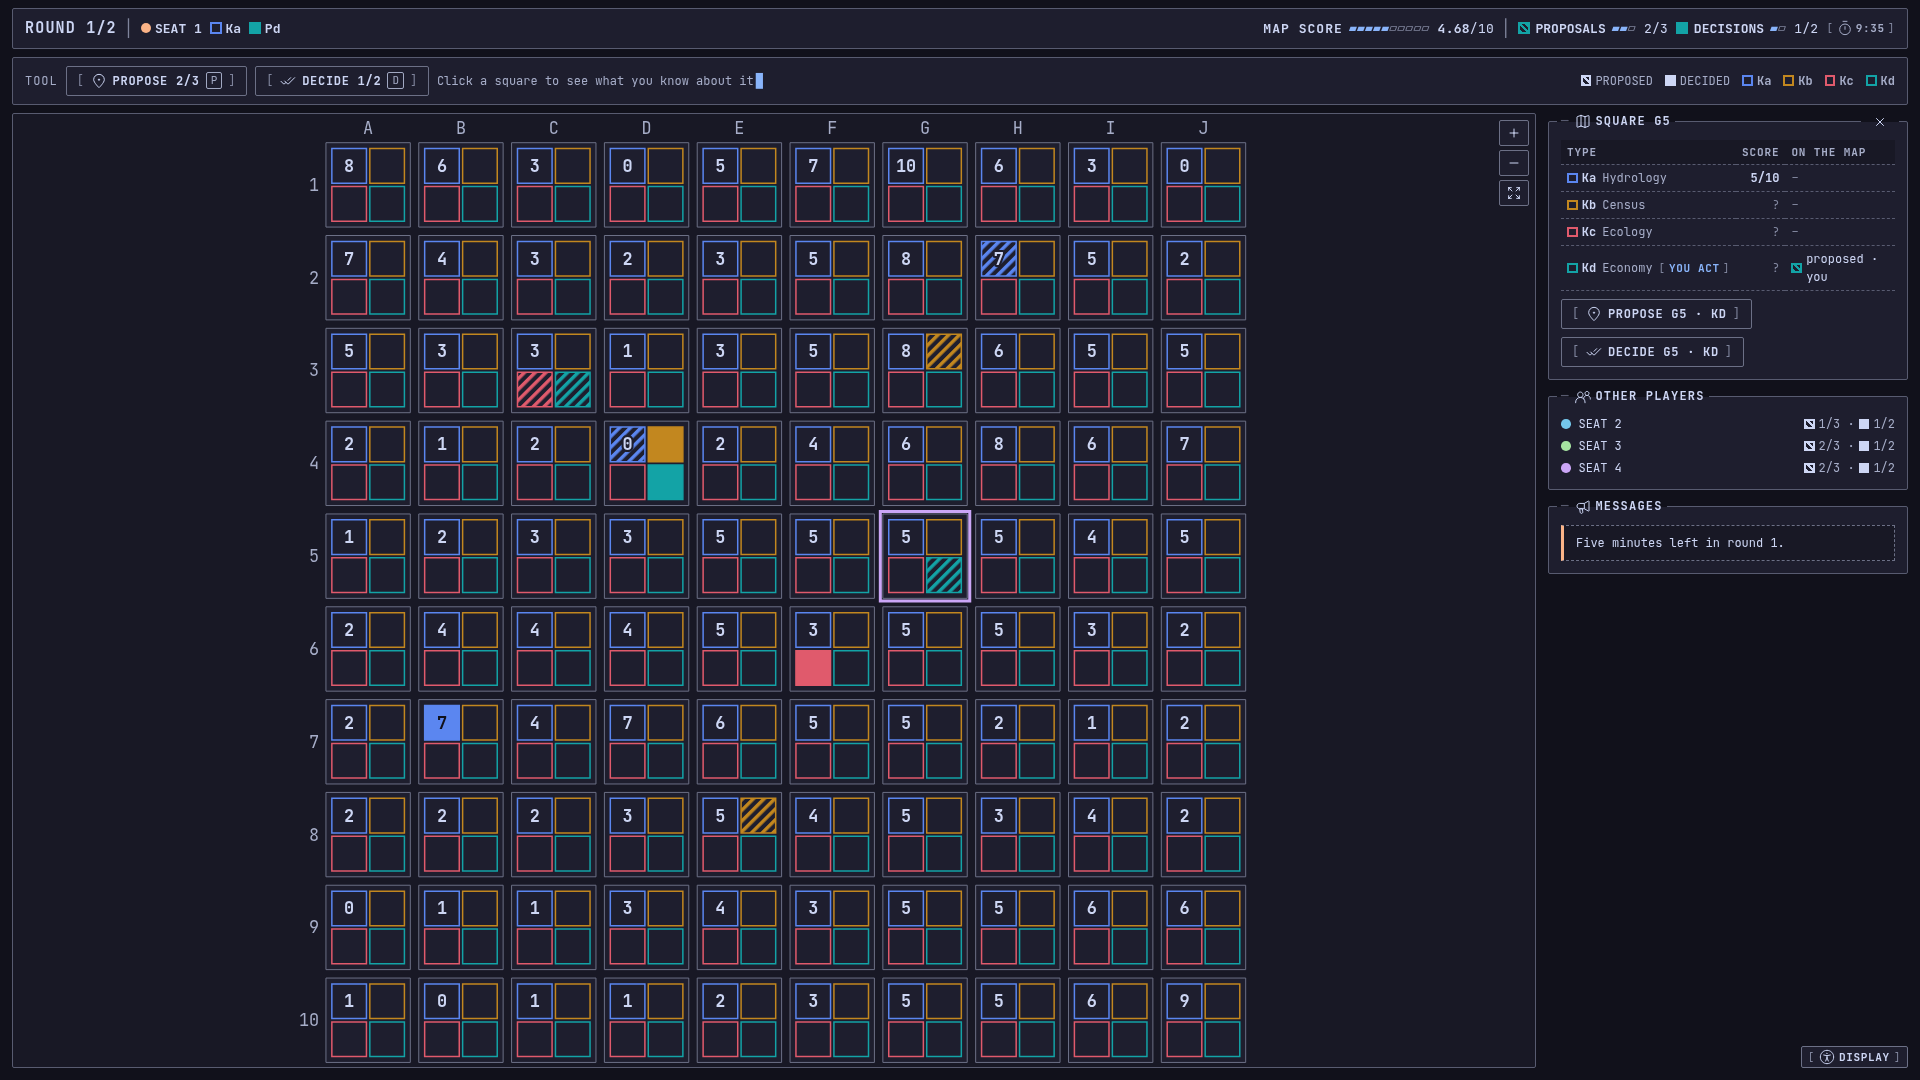 ROUND 1/2 SEAT 1 Ka Pd MAP SCORE 4.68/10 PROPOSALS 2/3 DECISIONS 1/2 [ 9:35 ]
TOOL [ PROPOSE 2/3 P ] [ DECIDE 1/2 D ] Click a square to see what you know about it PROPOSED DECIDED Ka Kb Kc Kd
A B C D E F G H I J
1 8 6 3 0 5 7 10 6 3 0
2 7 4 3 2 3 5 8 7 5 2
3 5 3 3 1 3 5 8 6 5 5
4 2 1 2 0 2 4 6 8 6 7
5 1 2 3 3 5 5 5 5 4 5
6 2 4 4 4 5 3 5 5 3 2
7 2 7 4 7 6 5 5 2 1 2
8 2 2 2 3 5 4 5 3 4 2
9 0 1 1 3 4 3 5 5 6 6
10 1 0 1 1 2 3 5 5 6 9
+
−
SQUARE G5
TYPE SCORE ON THE MAP
Ka Hydrology 5/10 –
Kb Census ? –
Kc Ecology ? –
Kd Economy [ YOU ACT ] ? proposed · you
[ PROPOSE G5 · KD ]
[ DECIDE G5 · KD ]
OTHER PLAYERS
SEAT 2 1/3 · 1/2
SEAT 3 2/3 · 1/2
SEAT 4 2/3 · 1/2
MESSAGES
Five minutes left in round 1.
[ DISPLAY ]